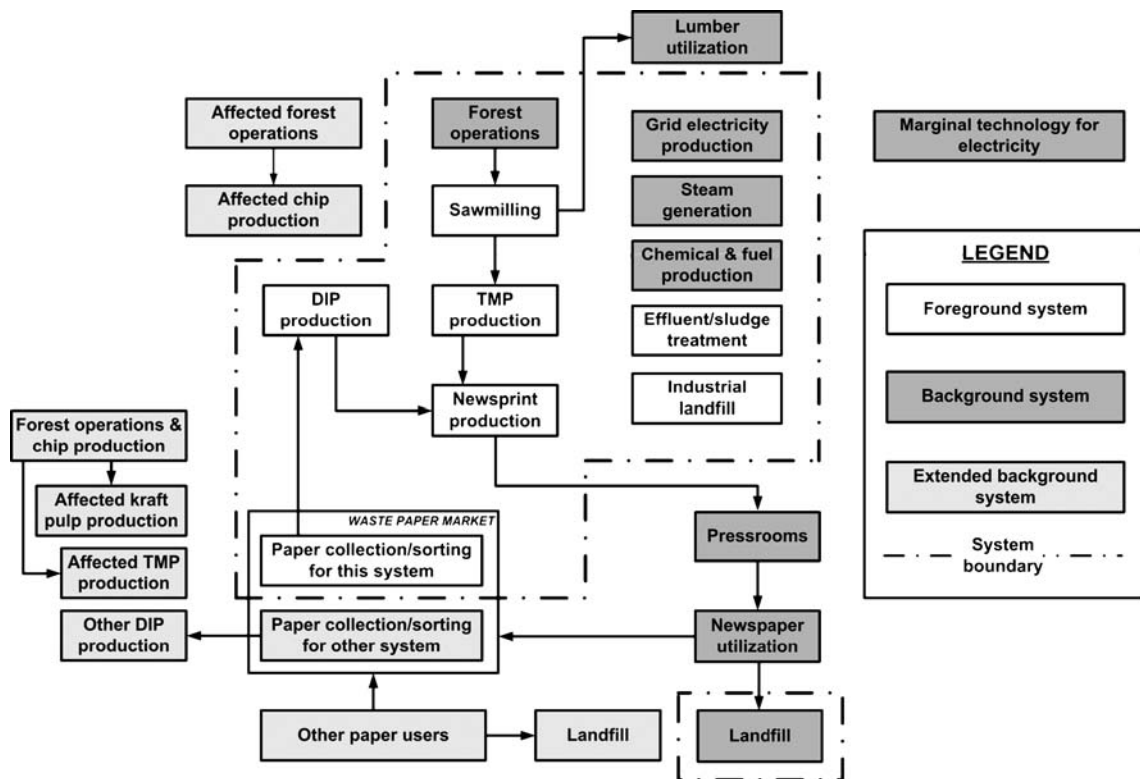 Lumber
utilization
Affected forest
operations
Forest
operations
Grid electricity
production
Marginal technology for
electricity
Affected chip
production
Sawmilling
Steam
generation
Chemical & fuel
production
LEGEND
Foreground system
DIP
production
TMP
production
Effluent/sludge
treatment
Newsprint
production
Industrial
landfill
Background system
Forest operations &
chip production
Affected kraft
pulp production
Extended background
system
WASTE PAPER MARKET
Pressrooms
Paper collection/sorting
for this system
Affected TMP
production
System
boundary
Other DIP
production
Paper collection/sorting
for other system
Newspaper
utilization
Other paper users
Landfill
Landfill